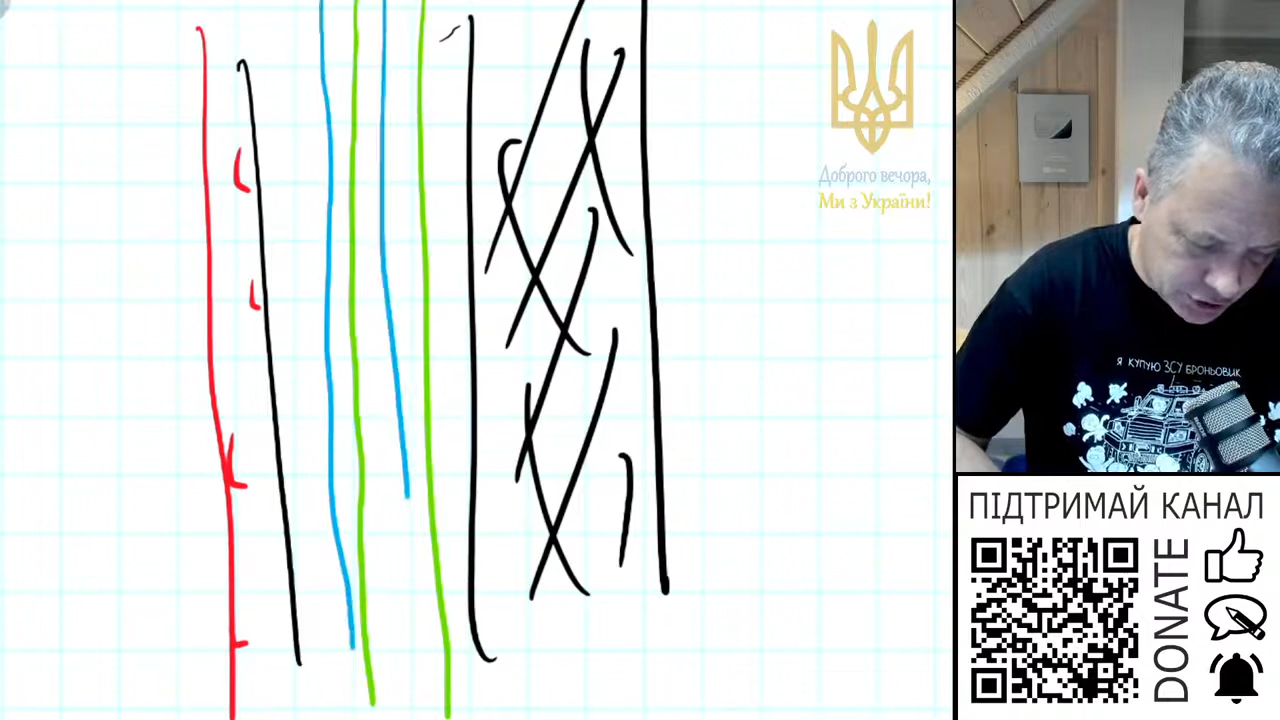 Доброго вечора,
Ми з України!
Я КУПУЮ ЗСУ БРОНЬОВИК
ПІДТРИМАЙ КАНАЛ
DONATE